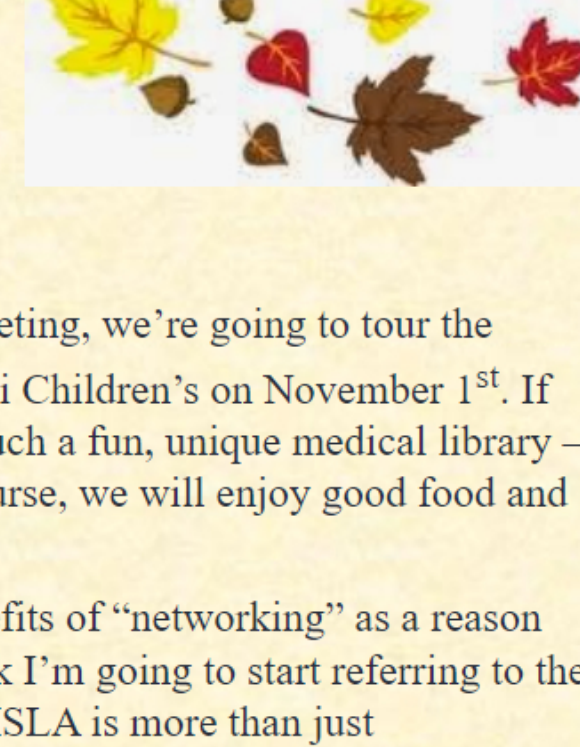 eting, we’re going to tour the
i Children’s on November 1st. If
uch a fun, unique medical library –
urse, we will enjoy good food and
fits of “networking” as a reason
k I’m going to start referring to the
ISLA is more than just